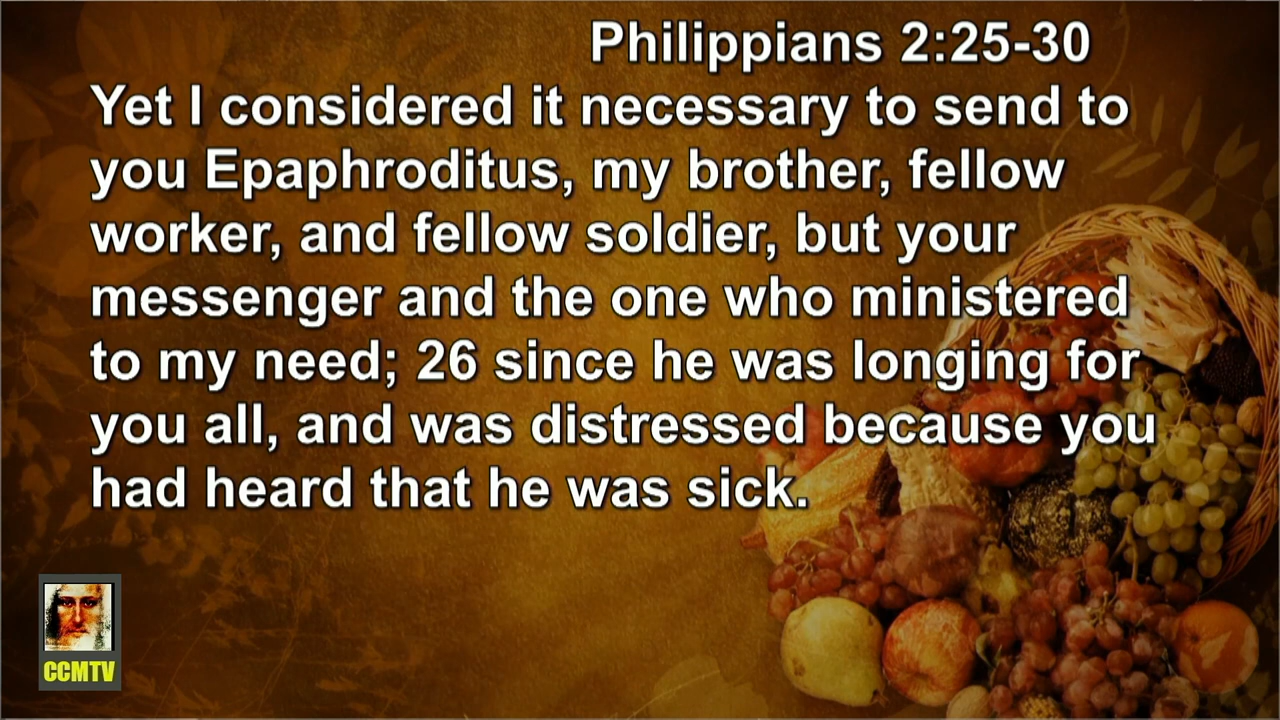 Philippians 2:25-30
Yet I considered it necessary to send to
you Epaphroditus, my brother, fellow
worker, and fellow soldier, but your
messenger and the one who ministered
to my need; 26 since he was longing for
you all, and was distressed because you
had heard that he was sick.
CCMTV